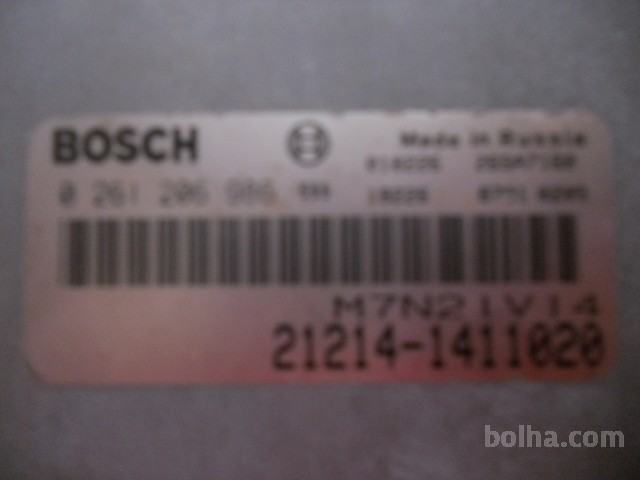 BOSCH
Made in Russia
0 261 206 986
M7N21V14
21214-1411020
bolha.com